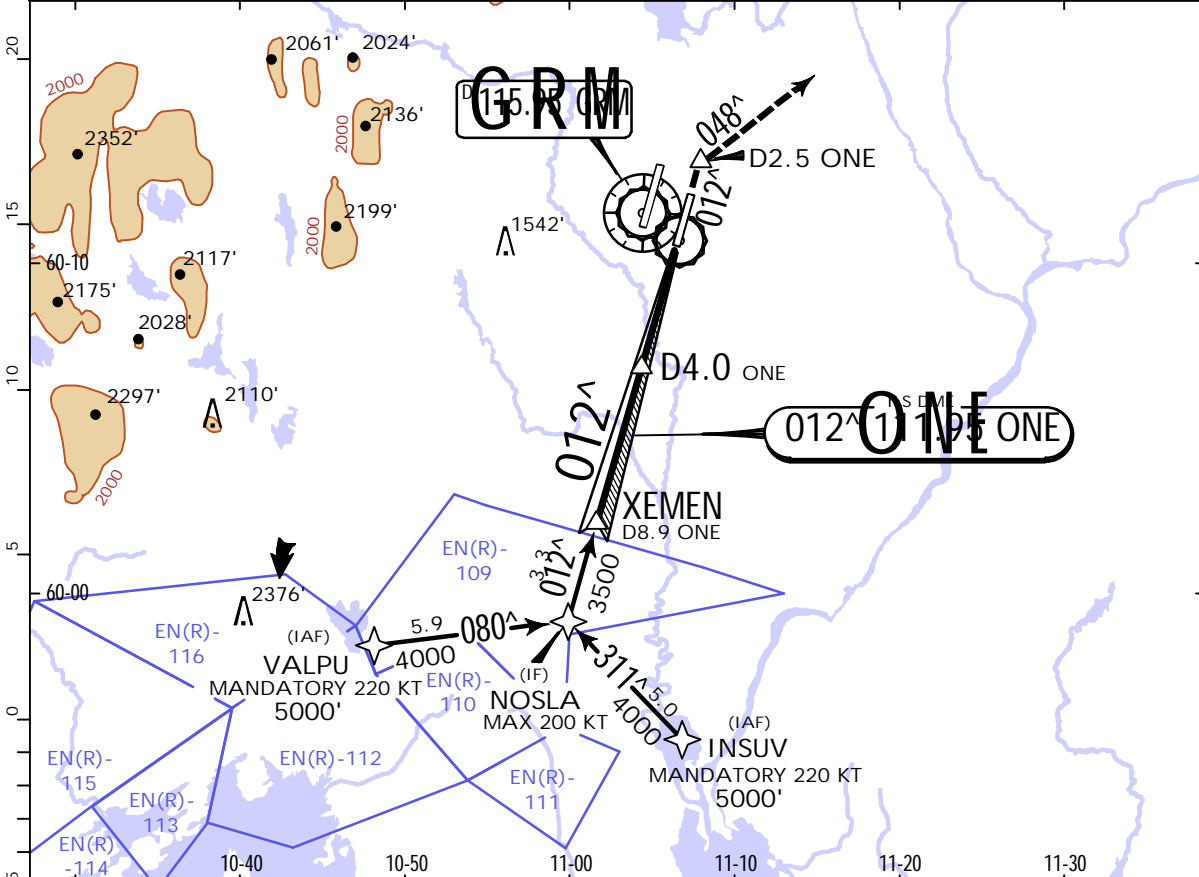 20
2000
2061'
2024'
2352'
2000
2136'
D 115.95 GRM
G R M
048^
D2.5 ONE
012^
15
2000
2199'
1542'
60-10
2117'
2175'
2028'
10
2297'
2110'
2000
D4.0 ONE
012^
ILS DME
012^ 111.95 ONE
O N E
XEMEN
D8.9 ONE
5
EN(R)-
109
3.3
012^
3500
60-00
2376'
EN(R)-
116
(IAF)
VALPU
MANDATORY 220 KT
5000'
5.9
080^
4000
EN(R)-
110
(IF)
NOSLA
MAX 200 KT
311^
5.0
4000
(IAF)
INSUV
MANDATORY 220 KT
5000'
0
EN(R)-
115
EN(R)-112
EN(R)-
113
EN(R)-
111
EN(R)
-114
5
10-40
10-50
11-00
11-10
11-20
11-30